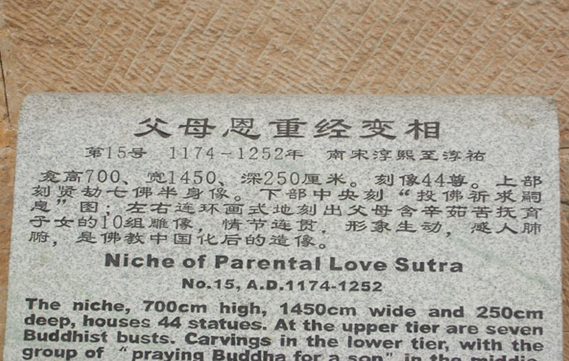 父母恩重经变相
第15号 1174-1252年 南宋淳熙至淳祐
龛高700、宽1450、深250厘米。刻像44尊。上部
刻贤劫七佛半身像。下部中央刻“投佛祈求嗣
息”图；左右连环画式地刻出父母含辛茹苦抚育
子女的10组雕像，情节连贯，形象生动，感人肺
腑，是佛教中国化后的造像。
Niche of Parental Love Sutra
No.15, A.D.1174-1252
The niche, 700cm high, 1450cm wide and 250cm
deep, houses 44 statues. At the upper tier are seven
Buddhist busts. Carvings in the lower tier, with the
group of "praying Buddha for a son" in the middle